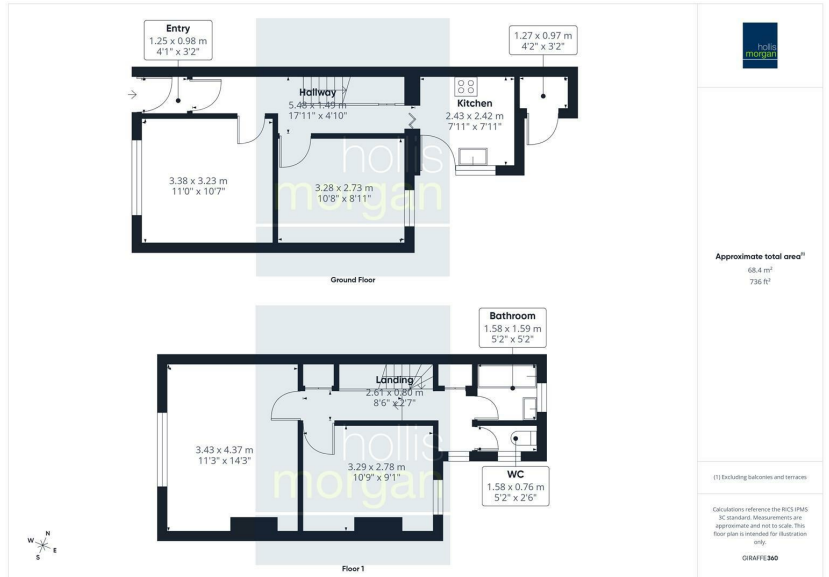 Entry
1.25 x 0.98 m
4'1" x 3'2"
1.27 x 0.97 m
4'2" x 3'2"
Hallway
5.48 x 1.49 m
17'11" x 4'10"
Kitchen
2.43 x 2.42 m
7'11" x 7'11"
3.38 x 3.23 m
11'0" x 10'7"
3.28 x 2.73 m
10'8" x 8'11"
hollis
morgan
Ground Floor
Bathroom
1.58 x 1.59 m
5'2" x 5'2"
Landing
2.61 x 0.80 m
8'6" x 2'7"
3.43 x 4.37 m
11'3" x 14'3"
3.29 x 2.78 m
10'9" x 9'1"
hollis
morgan
WC
1.58 x 0.76 m
5'2" x 2'6"
Floor 1
N
W
E
S
hollis
morgan
Approximate total area(1)
68.4 m²
736 ft²
(1) Excluding balconies and terraces
Calculations reference the RICS IPMS
3C standard. Measurements are
approximate and not to scale. This
floor plan is intended for illustration
only.
GIRAFFE360